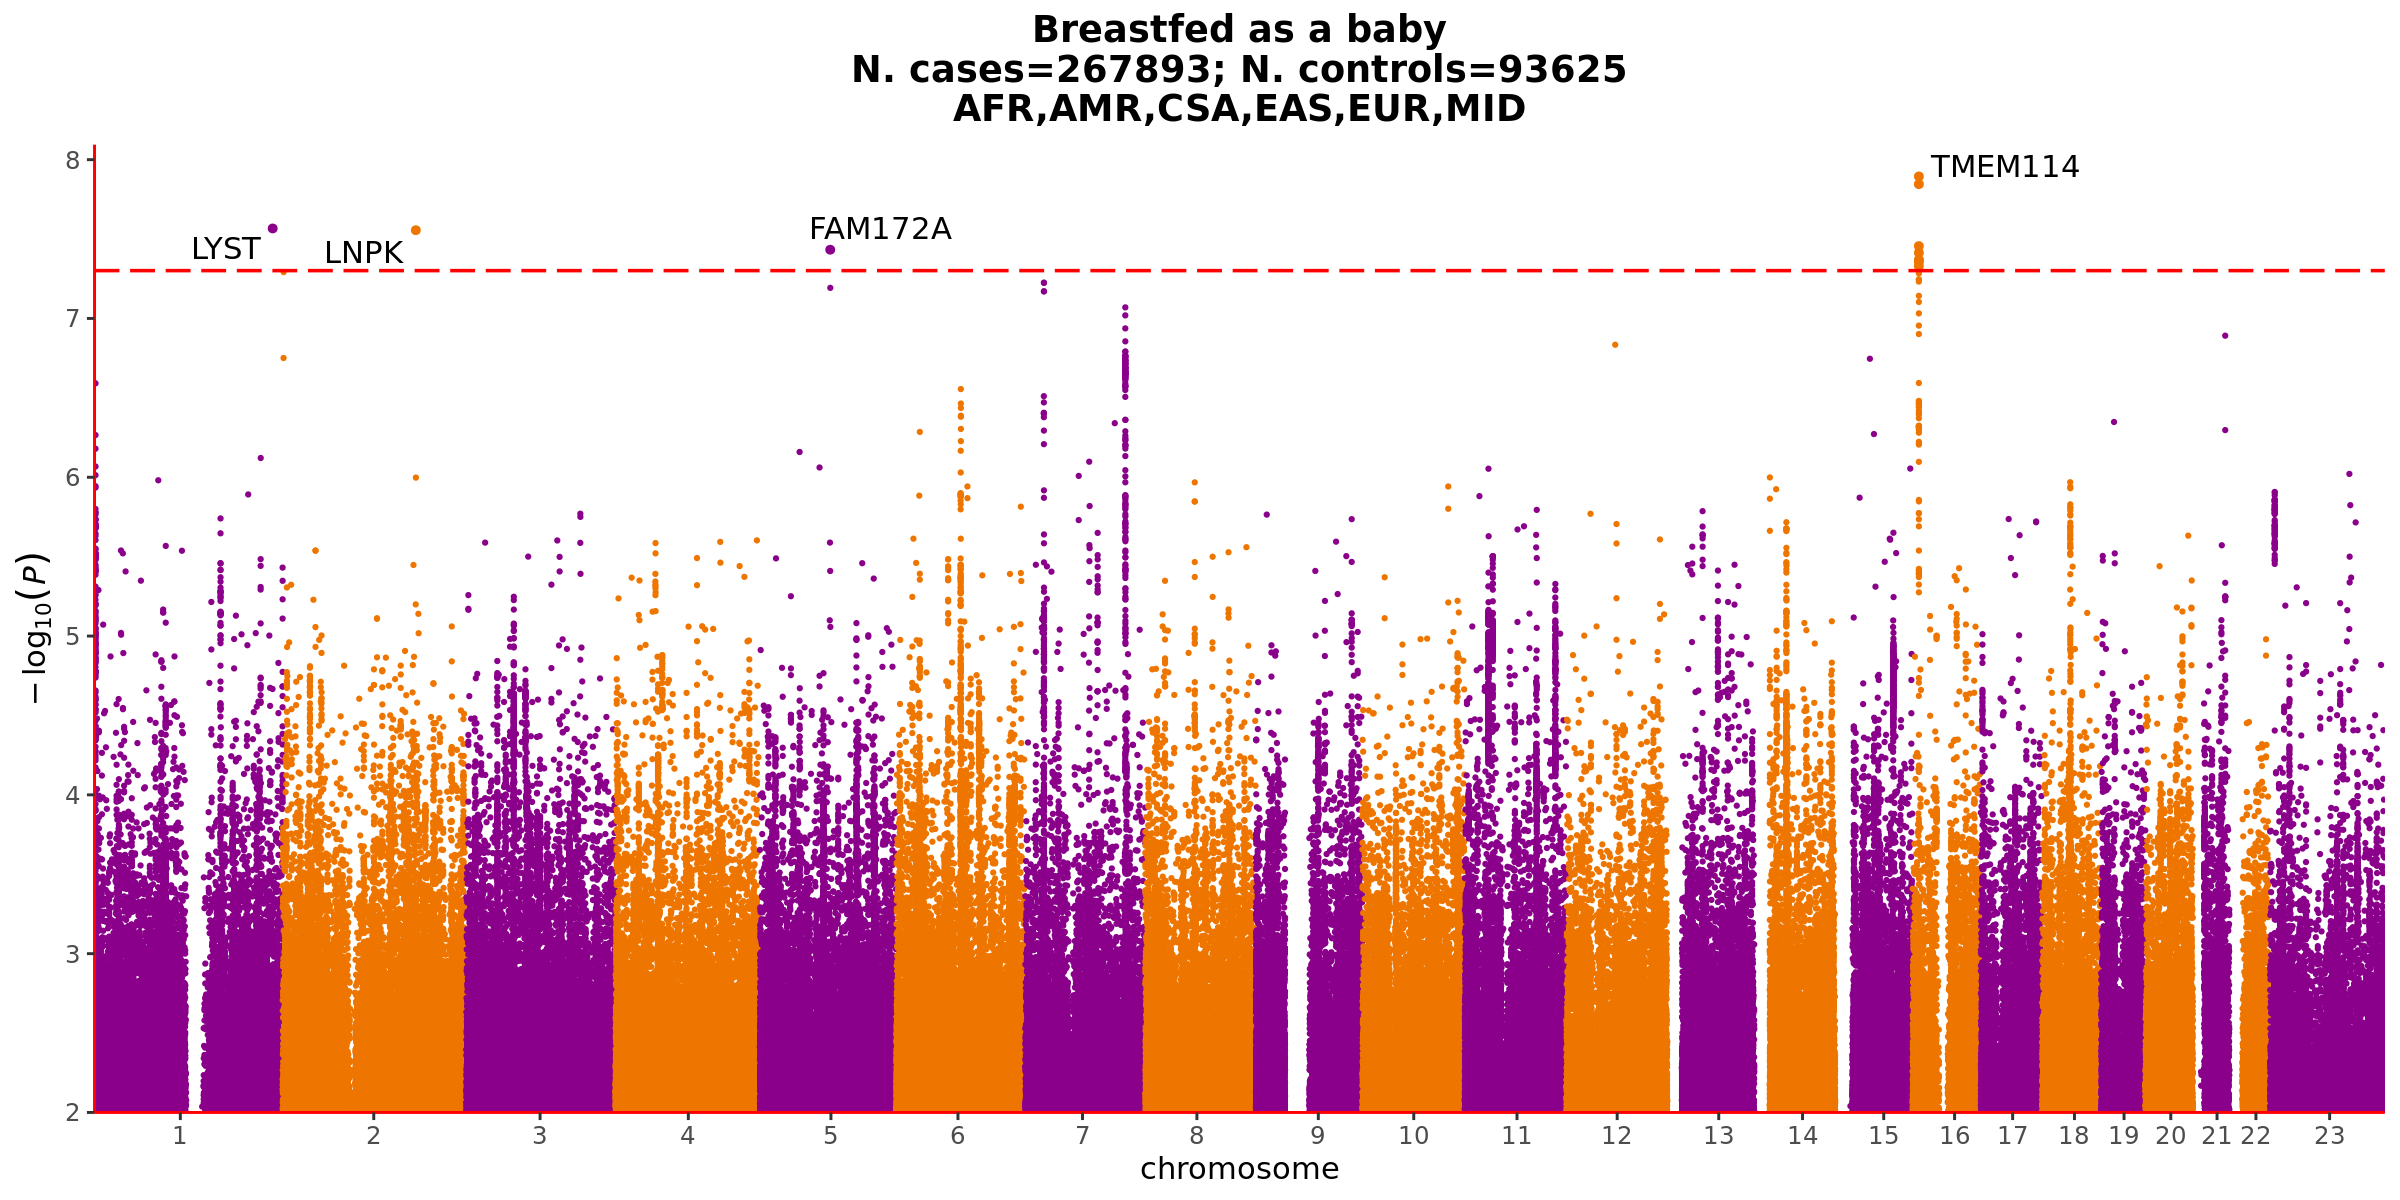 Breastfed as a baby
N. cases=267893; N. controls=93625
AFR,AMR,CSA,EAS,EUR,MID
8
TMEM114
FAM172A
LYST
LNPK
7
6
5
4
3
2
−log10(P)
1 2 3 4 5 6 7 8 9 10 11 12 13 14 15 16 17 18 19 20 21 22 23
chromosome